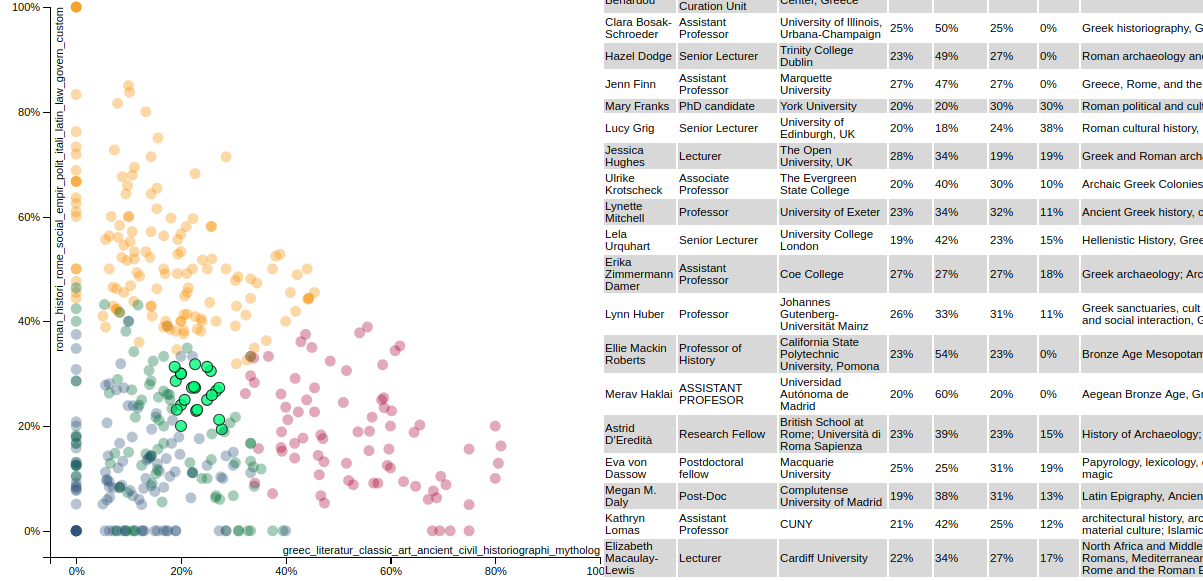 100%
80%
60%
40%
20%
0%
roman_histori_rome_social_empir_polit_itali_latin_law_govern_custom
greec_literatur_classic_art_ancient_civil_historiographi_mytholog
0%
20%
40%
60%
80%
100
Benardou
Curation Unit
Center, Greece
Clara Bosak-
Schroeder
Assistant
Professor
University of Illinois,
Urbana-Champaign
25% 50% 25% 0% Greek historiography, G
Hazel Dodge
Senior Lecturer
Trinity College
Dublin
23% 49% 27% 0% Roman archaeology and
Jenn Finn
Assistant
Professor
Marquette
University
27% 47% 27% 0% Greece, Rome, and the
Mary Franks
PhD candidate
York University
20% 20% 30% 30% Roman political and cult
Lucy Grig
Senior Lecturer
University of
Edinburgh, UK
20% 18% 24% 38% Roman cultural history,
Jessica
Hughes
Lecturer
The Open
University, UK
28% 34% 19% 19% Greek and Roman archa
Ulrike
Krotscheck
Associate
Professor
The Evergreen
State College
20% 40% 30% 10% Archaic Greek Colonies
Lynette
Mitchell
Professor
University of Exeter
23% 34% 32% 11% Ancient Greek history, c
Lela
Urquhart
Senior Lecturer
University College
London
19% 42% 23% 15% Hellenistic History, Gree
Erika
Zimmermann
Damer
Assistant
Professor
Coe College
27% 27% 27% 18% Greek archaeology; Arc
Lynn Huber
Professor
Johannes
Gutenberg-
Universität Mainz
26% 33% 31% 11%
Greek sanctuaries, cult
and social interaction, G
Ellie Mackin
Roberts
Professor of
History
California State
Polytechnic
University, Pomona
23% 54% 23% 0% Bronze Age Mesopotam
Merav Haklai
ASSISTANT
PROFESOR
Universidad
Autónoma de
Madrid
20% 60% 20% 0% Aegean Bronze Age, Gr
Astrid
D'Eredità
Research Fellow
British School at
Rome; Università di
Roma Sapienza
23% 39% 23% 15% History of Archaeology;
Eva von
Dassow
Postdoctoral
fellow
Macquarie
University
25% 25% 31% 19%
Papyrology, lexicology,
magic
Megan M.
Daly
Post-Doc
Complutense
University of Madrid
19% 38% 31% 13% Latin Epigraphy, Ancien
Kathryn
Lomas
Assistant
Professor
CUNY
21% 42% 25% 12%
architectural history, arc
material culture; Islamic
Elizabeth
Macaulay-
Lewis
Lecturer
Cardiff University
22% 34% 27% 17%
North Africa and Middle
Romans, Mediterranean
Rome and the Roman E